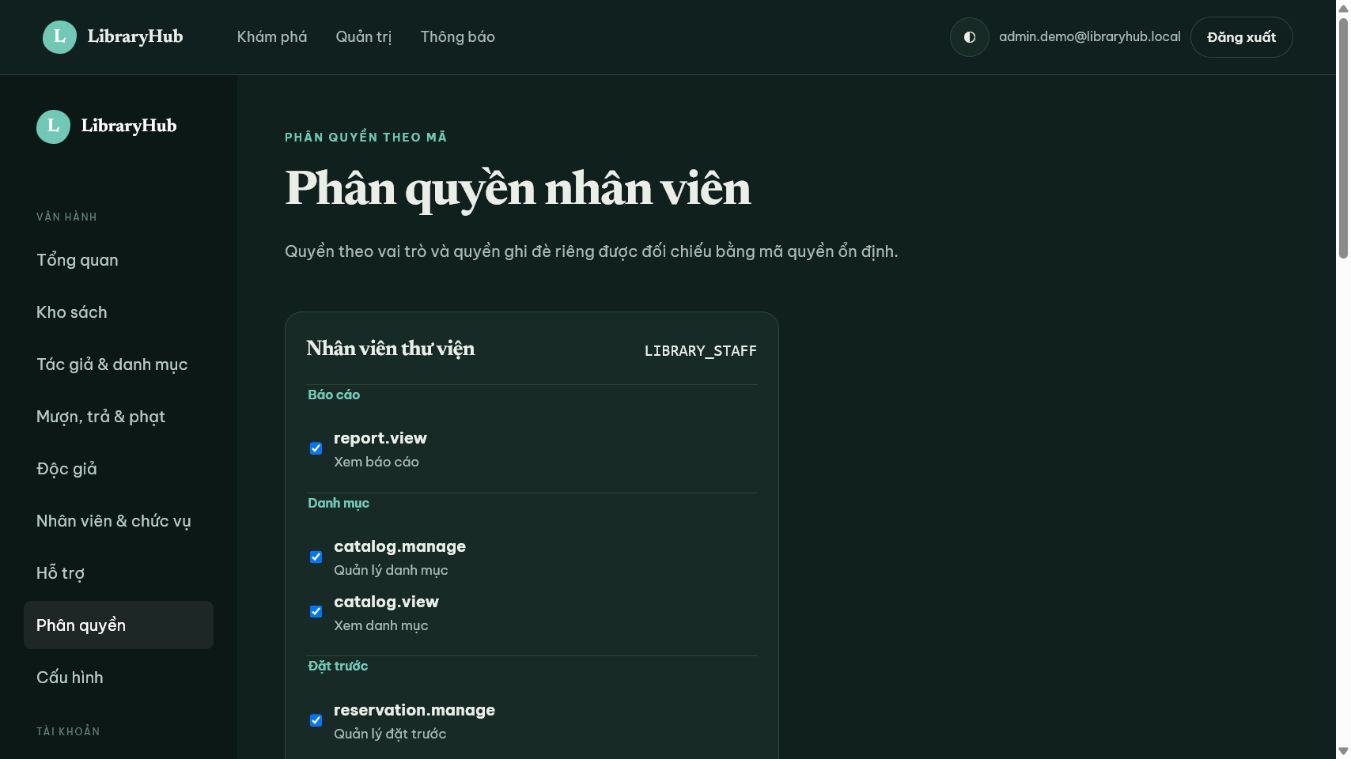 L LibraryHub Khám phá Quản trị Thông báo admin.demo@libraryhub.local Đăng xuất
L LibraryHub
VẬN HÀNH
Tổng quan
Kho sách
Tác giả & danh mục
Mượn, trả & phạt
Độc giả
Nhân viên & chức vụ
Hỗ trợ
Phân quyền
Cấu hình
TÀI KHOẢN
PHÂN QUYỀN THEO MÃ
Phân quyền nhân viên
Quyền theo vai trò và quyền ghi đè riêng được đối chiếu bằng mã quyền ổn định.
Nhân viên thư viện LIBRARY_STAFF
Báo cáo
report.view
Xem báo cáo
Danh mục
catalog.manage
Quản lý danh mục
catalog.view
Xem danh mục
Đặt trước
reservation.manage
Quản lý đặt trước